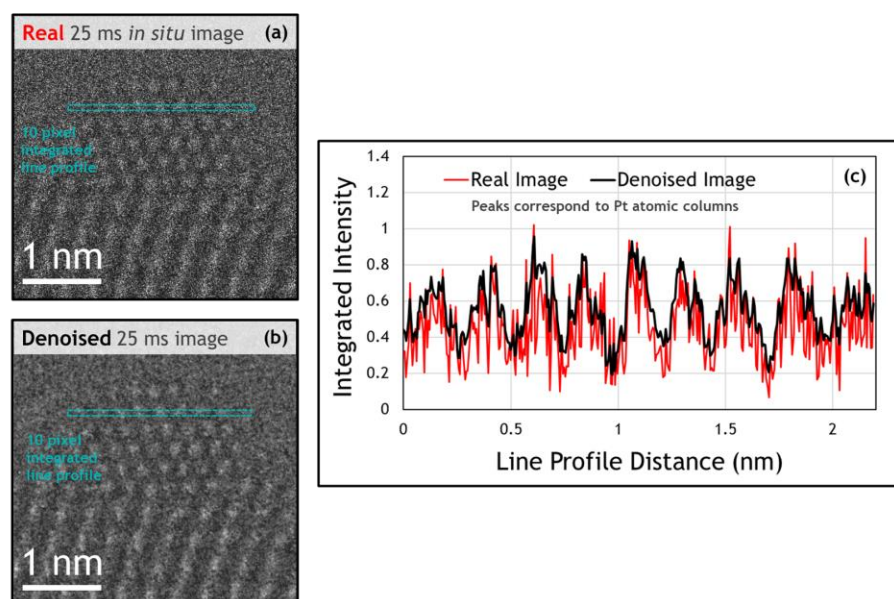 Real 25 ms in situ image (a)
10 pixel
integrated
line profile
1 nm
Denoised 25 ms image (b)
10 pixel
integrated
line profile
1 nm
1.4
1.2
1
0.8
0.6
0.4
0.2
0
Integrated Intensity
Real Image Denoised Image (c)
Peaks correspond to Pt atomic columns
0 0.5 1 1.5 2
Line Profile Distance (nm)